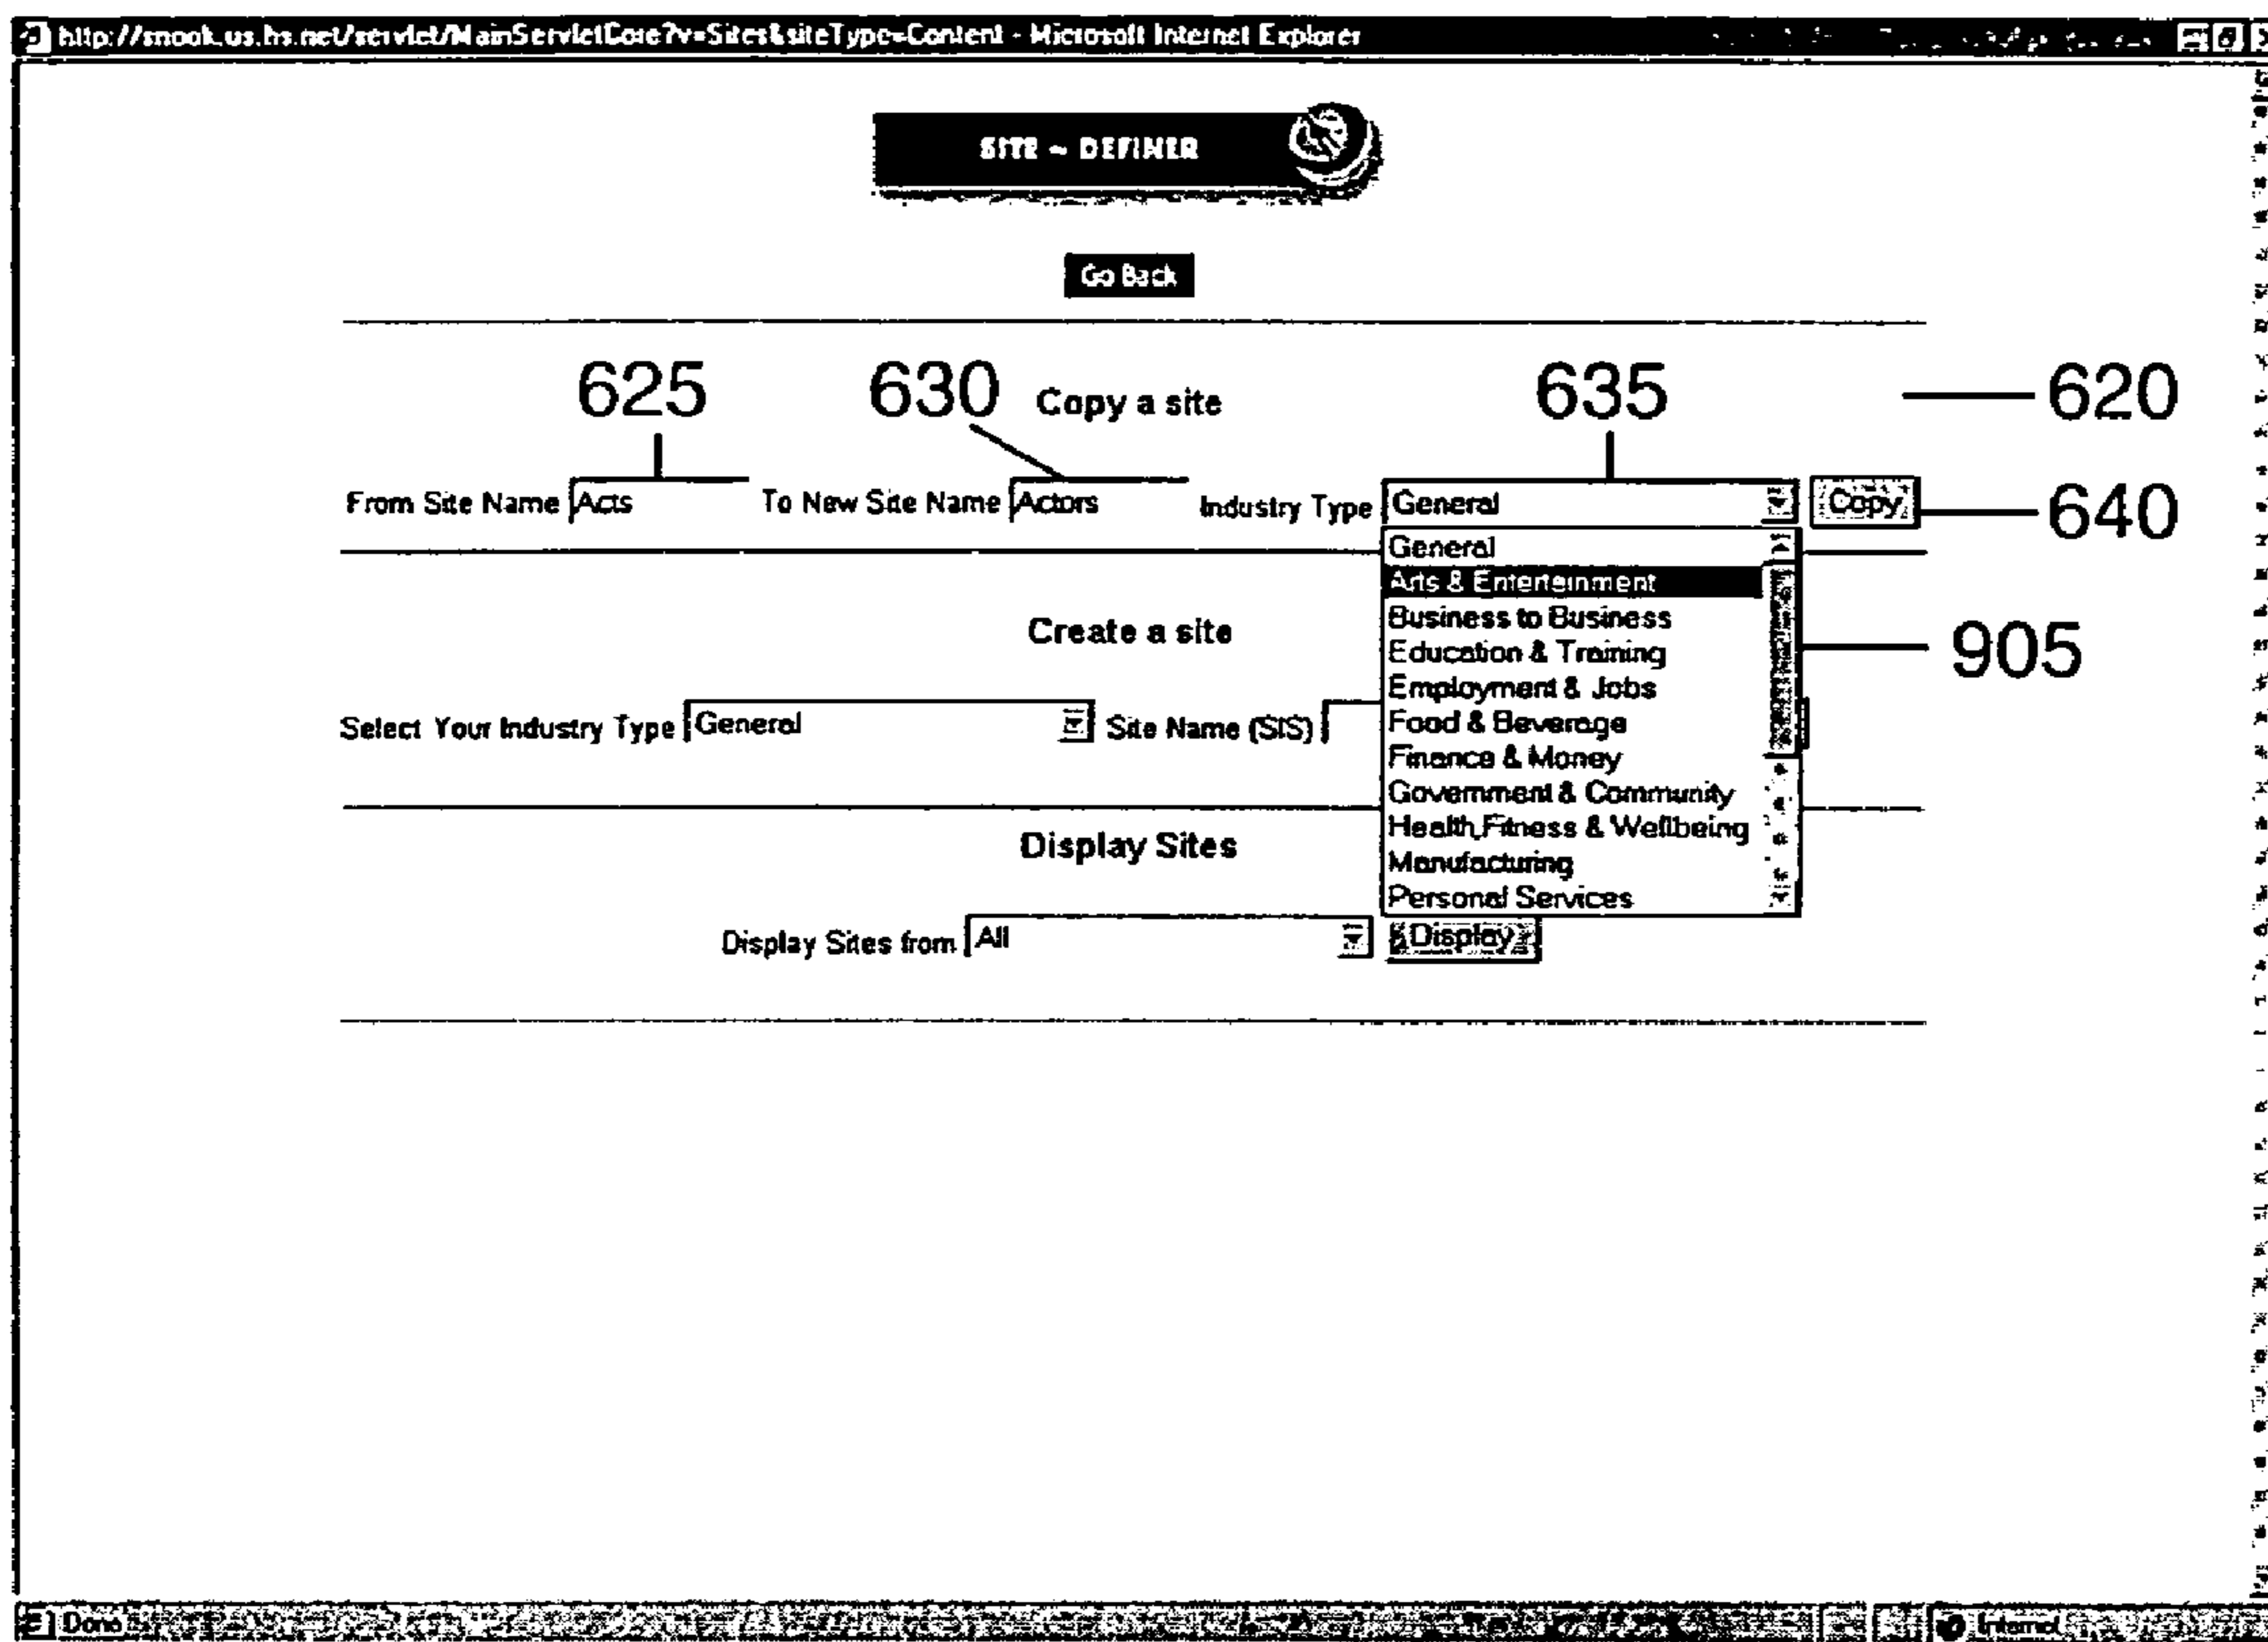 http://snook.us.hs.net/servlet/MainServletCore?v=Sites&siteType=Content - Microsoft Internet Explorer
SITE ~ DEFINER
Go Back
625 630 Copy a site 635 620
From Site Name Acts To New Site Name Actors Industry Type General Copy 640
General
Arts & Entertainment
Business to Business
Create a site
Education & Training 905
Employment & Jobs
Select Your Industry Type General Site Name (SIS) Food & Beverage
Finance & Money
Government & Community
Health,Fitness & Wellbeing
Display Sites
Manufacturing
Personal Services
Display Sites from All Display
Done Internet